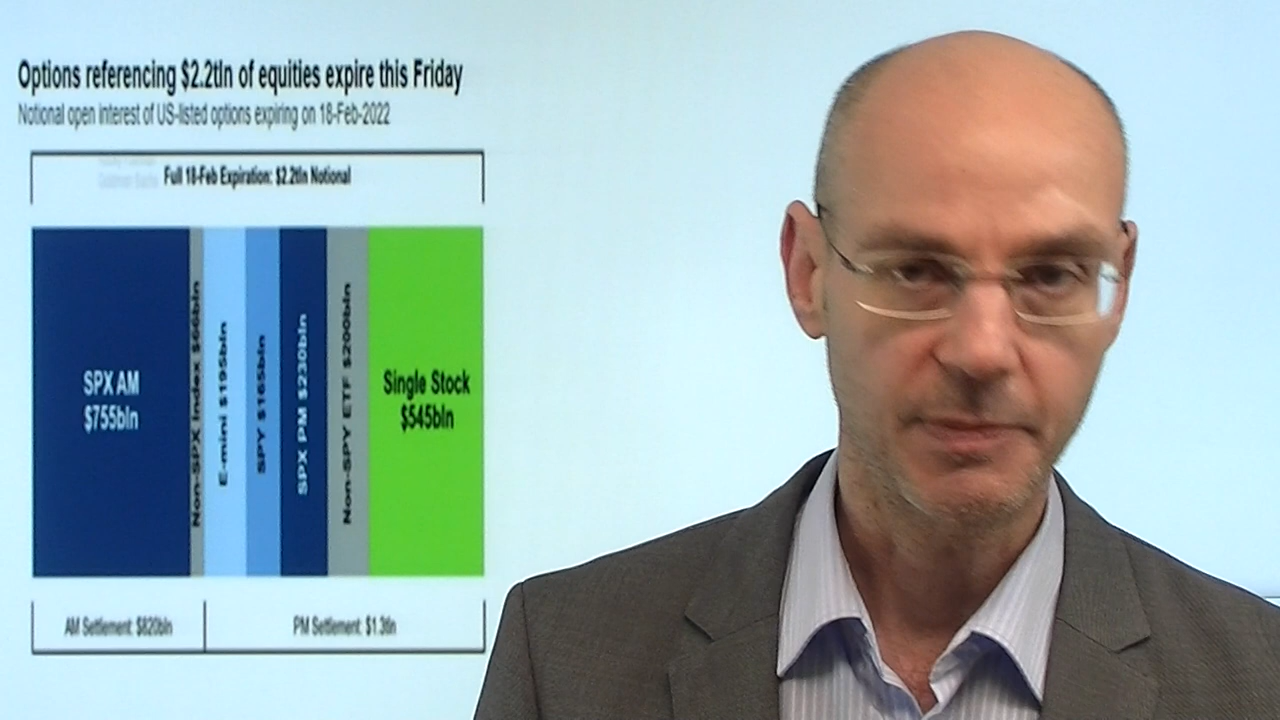 Options referencing $2.2tln of equities expire this Friday
Notional open interest of US-listed options expiring on 18-Feb-2022
Full 18-Feb Expiration: $2.2tln Notional
SPX AM
$755bln
Non-SPX Index $66bln
E-mini $195bln
SPY $165bln
SPX PM $230bln
Non-SPY ETF $200bln
Single Stock
$545bln
AM Settlement: $820bln
PM Settlement: $1.3tln